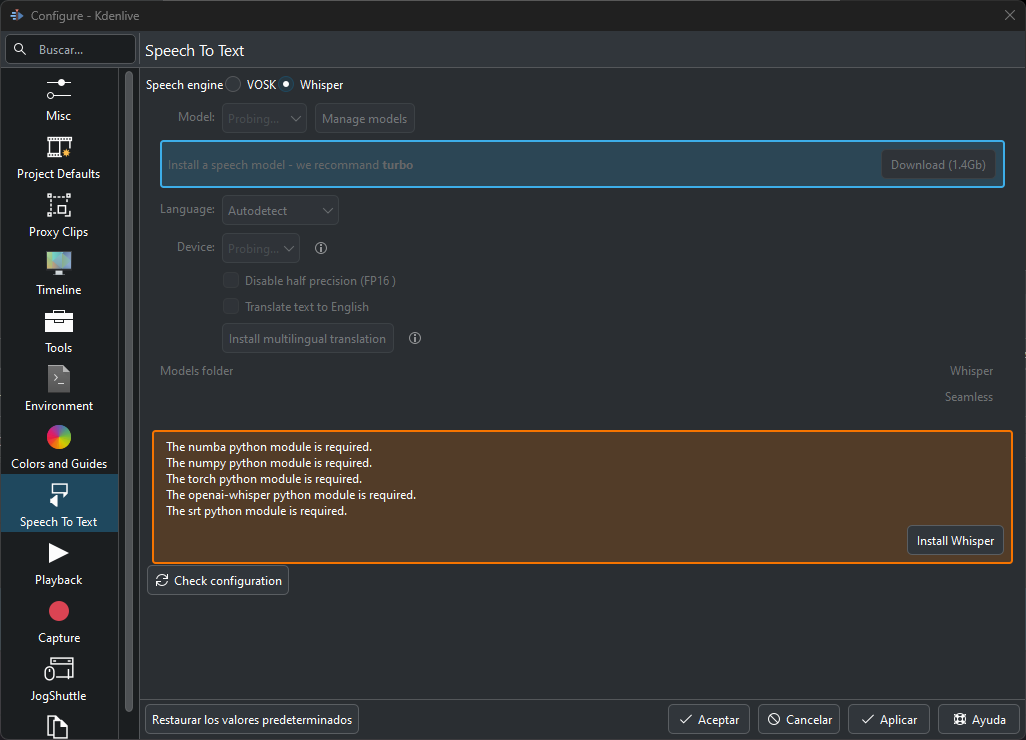 Configure - Kdenlive
Buscar...
Speech To Text
Misc
Project Defaults
Proxy Clips
Timeline
Tools
Environment
Colors and Guides
Speech To Text
Playback
Capture
JogShuttle
Speech engine VOSK Whisper
Model: Probing... Manage models
Install a speech model - we recommand turbo Download (1.4Gb)
Language: Autodetect
Device: Probing...
Disable half precision (FP16 )
Translate text to English
Install multilingual translation
Models folder Whisper
Seamless
The numba python module is required.
The numpy python module is required.
The torch python module is required.
The openai-whisper python module is required.
The srt python module is required.
Install Whisper
Check configuration
Restaurar los valores predeterminados Aceptar Cancelar Aplicar Ayuda